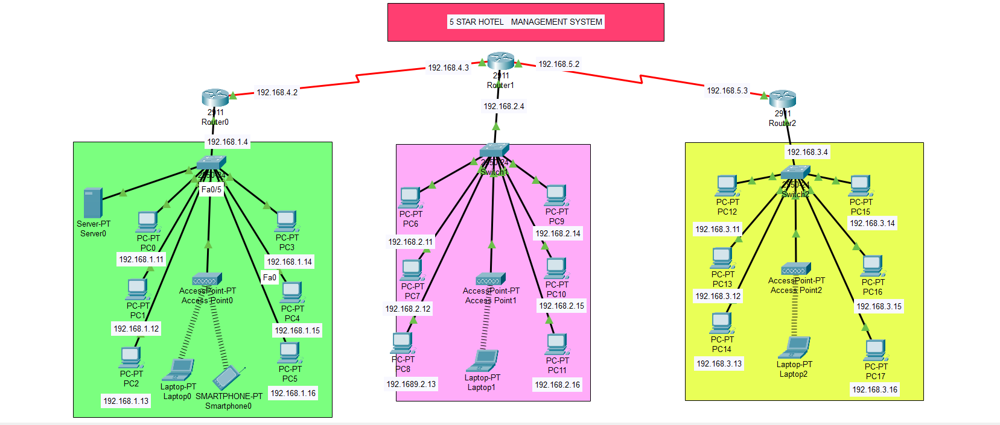 5 STAR HOTEL   MANAGEMENT SYSTEM
192.168.4.3
192.168.5.2
2911
Router1
192.168.4.2
192.168.5.3
2911
Router0
192.168.2.4
2911
Router2
192.168.1.4
192.168.3.4
2950-24
Fa0/5
2950-24
Switch1
2950-24
Switch2
Server-PT
Server0
PC-PT
PC0
192.168.1.11
PC-PT
PC1
192.168.1.12
PC-PT
PC2
192.168.1.13
AccessPoint-PT
Access Point0
Laptop-PT
Laptop0
SMARTPHONE-PT
Smartphone0
PC-PT
PC3
192.168.1.14
Fa0
PC-PT
PC4
192.168.1.15
PC-PT
PC5
192.168.1.16
PC-PT
PC6
192.168.2.11
PC-PT
PC7
192.168.2.12
PC-PT
PC8
192.1689.2.13
AccessPoint-PT
Access Point1
Laptop-PT
Laptop1
PC-PT
PC9
192.168.2.14
PC-PT
PC10
192.168.2.15
PC-PT
PC11
192.168.2.16
PC-PT
PC12
192.168.3.11
PC-PT
PC13
192.168.3.12
PC-PT
PC14
192.168.3.13
AccessPoint-PT
Access Point2
Laptop-PT
Laptop2
PC-PT
PC15
192.168.3.14
PC-PT
PC16
192.168.3.15
PC-PT
PC17
192.168.3.16